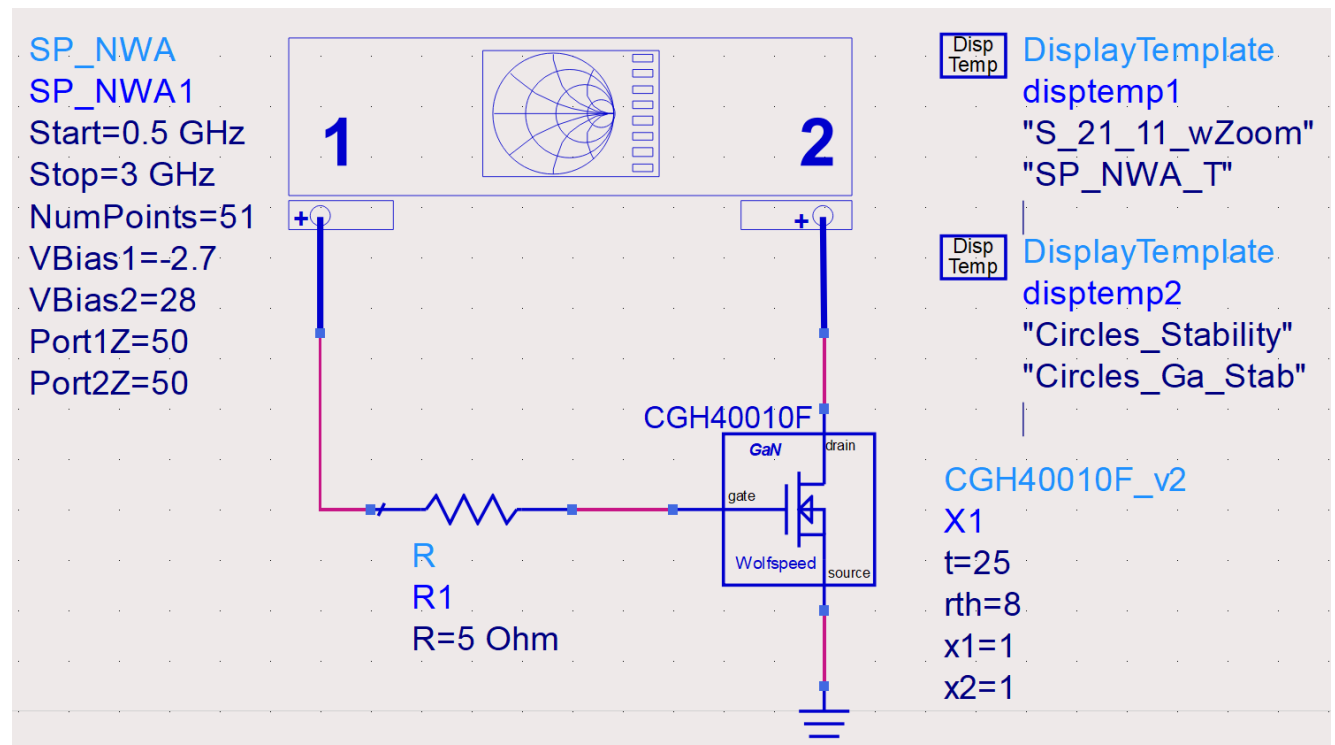 SP_NWA
SP_NWA1
Start=0.5 GHz
Stop=3 GHz
NumPoints=51
VBias1=-2.7
VBias2=28
Port1Z=50
Port2Z=50
1
2
+
+
Disp
Temp
DisplayTemplate
disptemp1
"S_21_11_wZoom"
"SP_NWA_T"
Disp
Temp
DisplayTemplate
disptemp2
"Circles_Stability"
"Circles_Ga_Stab"
CGH40010F
GaN
drain
gate
Wolfspeed
source
R
R1
R=5 Ohm
CGH40010F_v2
X1
t=25
rth=8
x1=1
x2=1